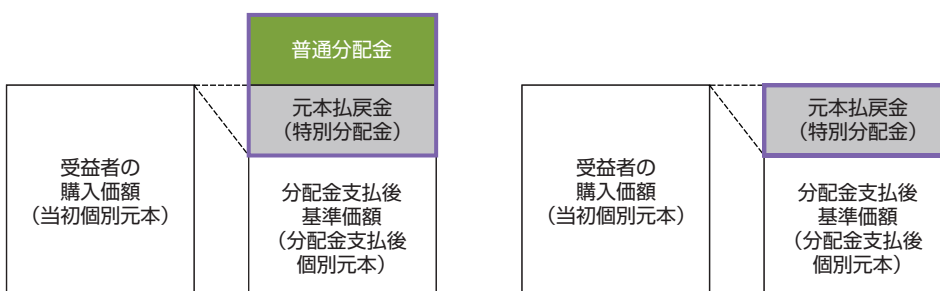 普通分配金
元本払戻金
（特別分配金）
受益者の
購入価額
（当初個別元本）
分配金支払後
基準価額
（分配金支払後
個別元本）
元本払戻金
（特別分配金）
受益者の
購入価額
（当初個別元本）
分配金支払後
基準価額
（分配金支払後
個別元本）